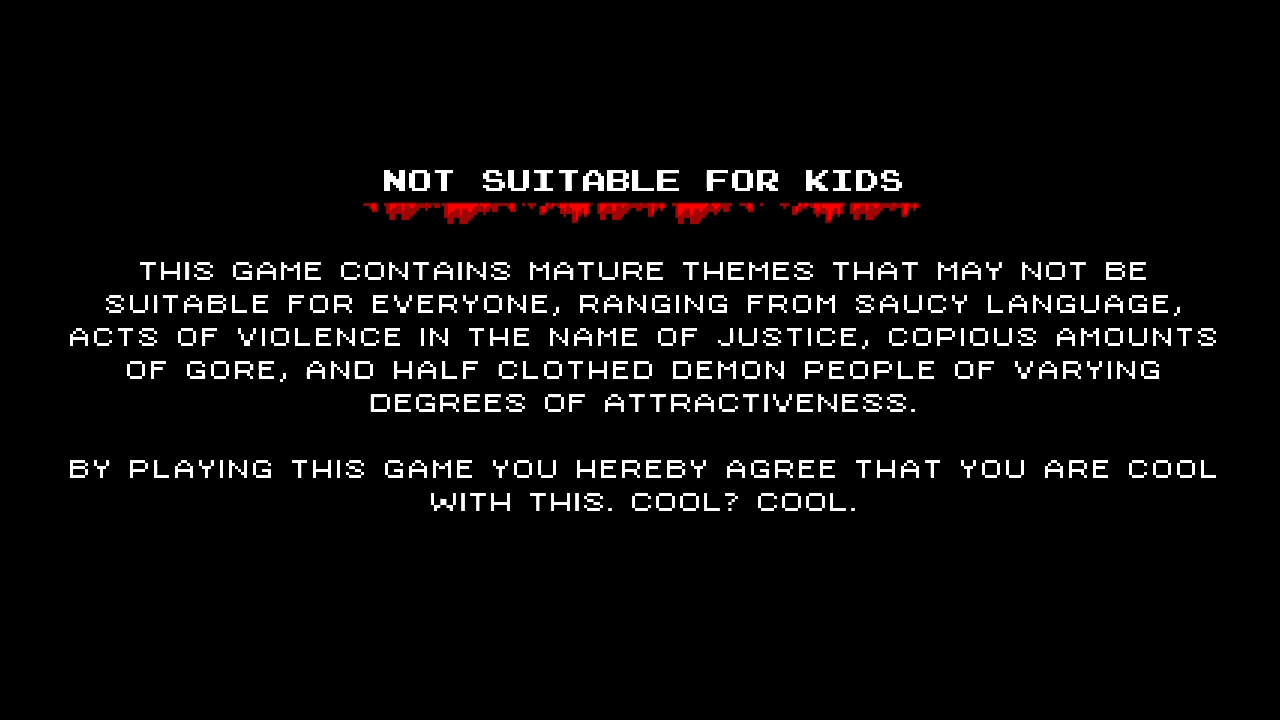 NOT SUITABLE FOR KIDS
THIS GAME CONTAINS MATURE THEMES THAT MAY NOT BE
SUITABLE FOR EVERYONE, RANGING FROM SAUCY LANGUAGE,
ACTS OF VIOLENCE IN THE NAME OF JUSTICE, COPIOUS AMOUNTS
OF GORE, AND HALF CLOTHED DEMON PEOPLE OF VARYING
DEGREES OF ATTRACTIVENESS.
BY PLAYING THIS GAME YOU HEREBY AGREE THAT YOU ARE COOL
WITH THIS. COOL? COOL.